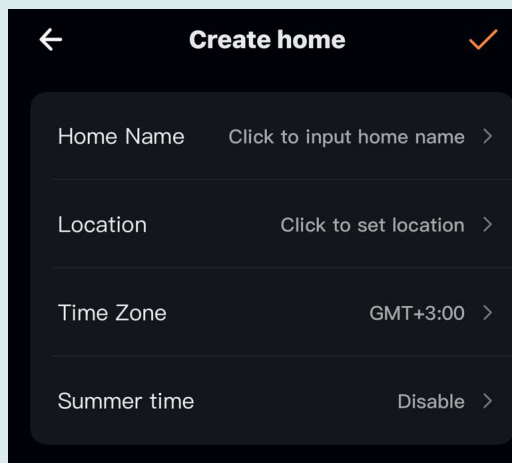 Create home
Home Name Click to input home name
Location Click to set location
Time Zone GMT+3:00
Summer time Disable